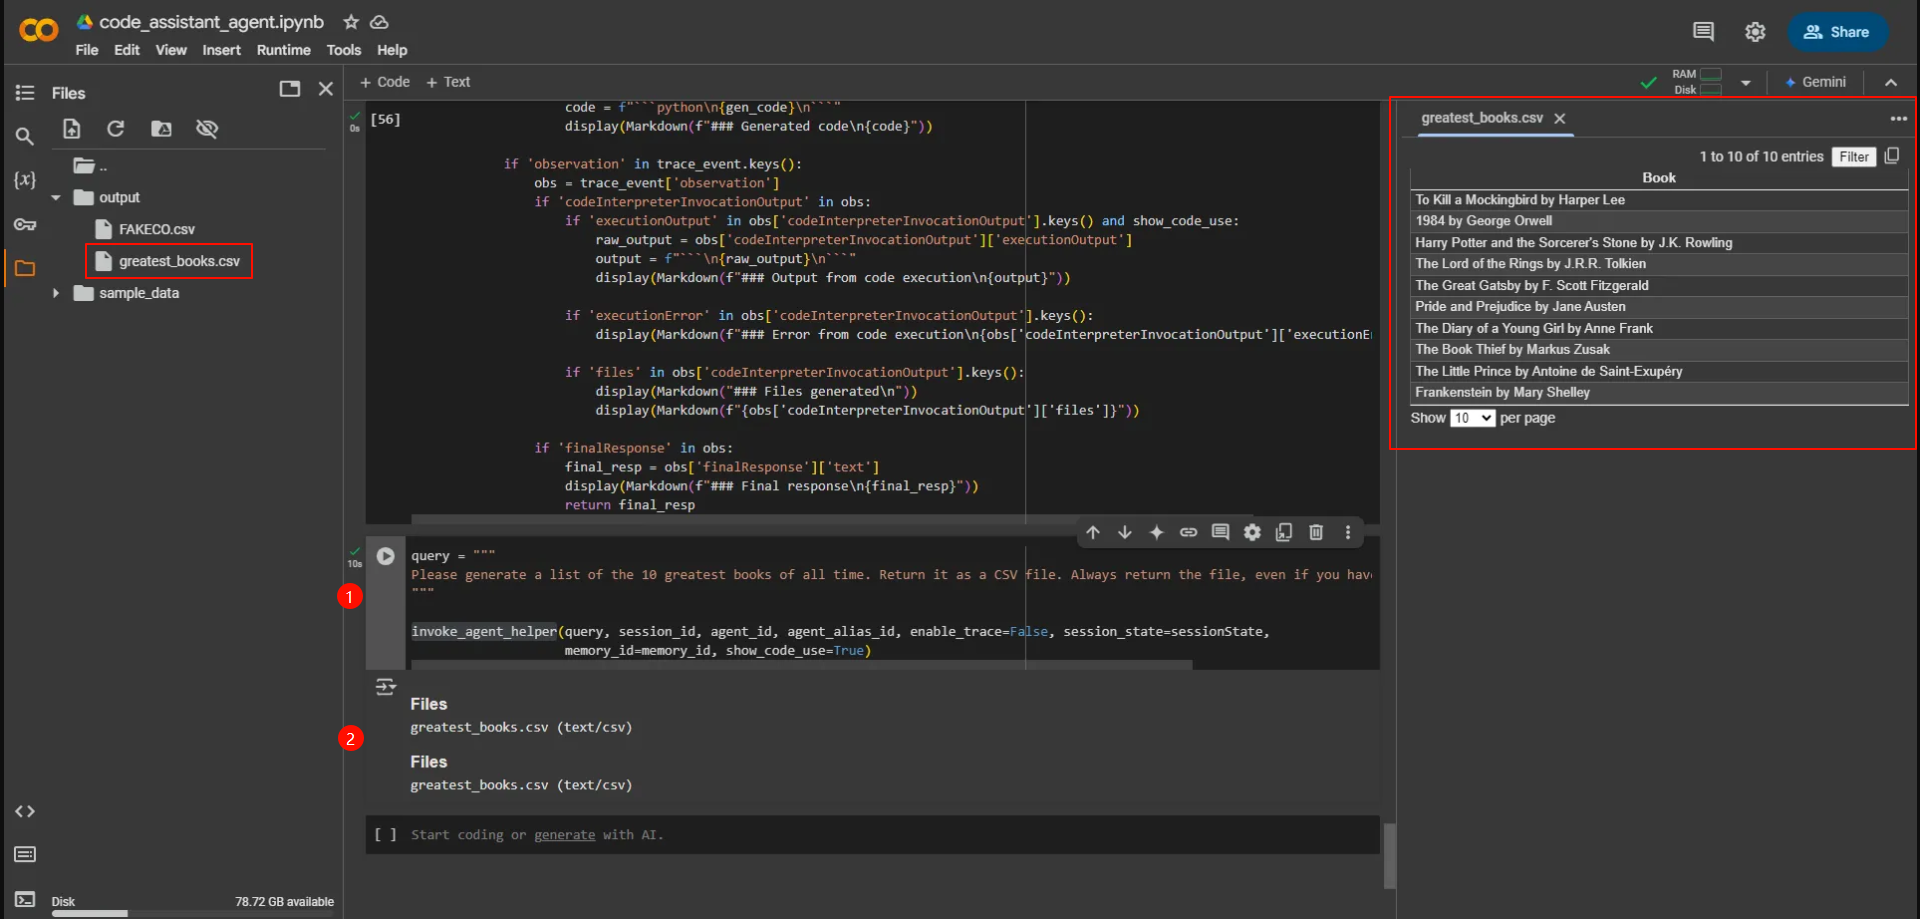 code_assistant_agent.ipynb
File Edit View Insert Runtime Tools Help
Share
Files
..
output
FAKECO.csv
greatest_books.csv
sample_data
{x}
Disk 78.72 GB available
+ Code + Text
RAM
Disk
Gemini
0s
[56]
code = f"```python\n{gen_code}\n```"
display(Markdown(f"### Generated code\n{code}"))
if 'observation' in trace_event.keys():
obs = trace_event['observation']
if 'codeInterpreterInvocationOutput' in obs:
if 'executionOutput' in obs['codeInterpreterInvocationOutput'].keys() and show_code_use:
raw_output = obs['codeInterpreterInvocationOutput']['executionOutput']
output = f"```\n{raw_output}\n```"
display(Markdown(f"### Output from code execution\n{output}"))
if 'executionError' in obs['codeInterpreterInvocationOutput'].keys():
display(Markdown(f"### Error from code execution\n{obs['codeInterpreterInvocationOutput']['executionE
if 'files' in obs['codeInterpreterInvocationOutput'].keys():
display(Markdown("### Files generated\n"))
display(Markdown(f"{obs['codeInterpreterInvocationOutput']['files']}"))
if 'finalResponse' in obs:
final_resp = obs['finalResponse']['text']
display(Markdown(f"### Final response\n{final_resp}"))
return final_resp
10s
1
query = """
Please generate a list of the 10 greatest books of all time. Return it as a CSV file. Always return the file, even if you hav
"""
invoke_agent_helper(query, session_id, agent_id, agent_alias_id, enable_trace=False, session_state=sessionState,
memory_id=memory_id, show_code_use=True)
2
Files
greatest_books.csv (text/csv)
Files
greatest_books.csv (text/csv)
[ ] Start coding or generate with AI.
greatest_books.csv
1 to 10 of 10 entries Filter
Book
To Kill a Mockingbird by Harper Lee
1984 by George Orwell
Harry Potter and the Sorcerer's Stone by J.K. Rowling
The Lord of the Rings by J.R.R. Tolkien
The Great Gatsby by F. Scott Fitzgerald
Pride and Prejudice by Jane Austen
The Diary of a Young Girl by Anne Frank
The Book Thief by Markus Zusak
The Little Prince by Antoine de Saint-Exupéry
Frankenstein by Mary Shelley
Show 10 per page